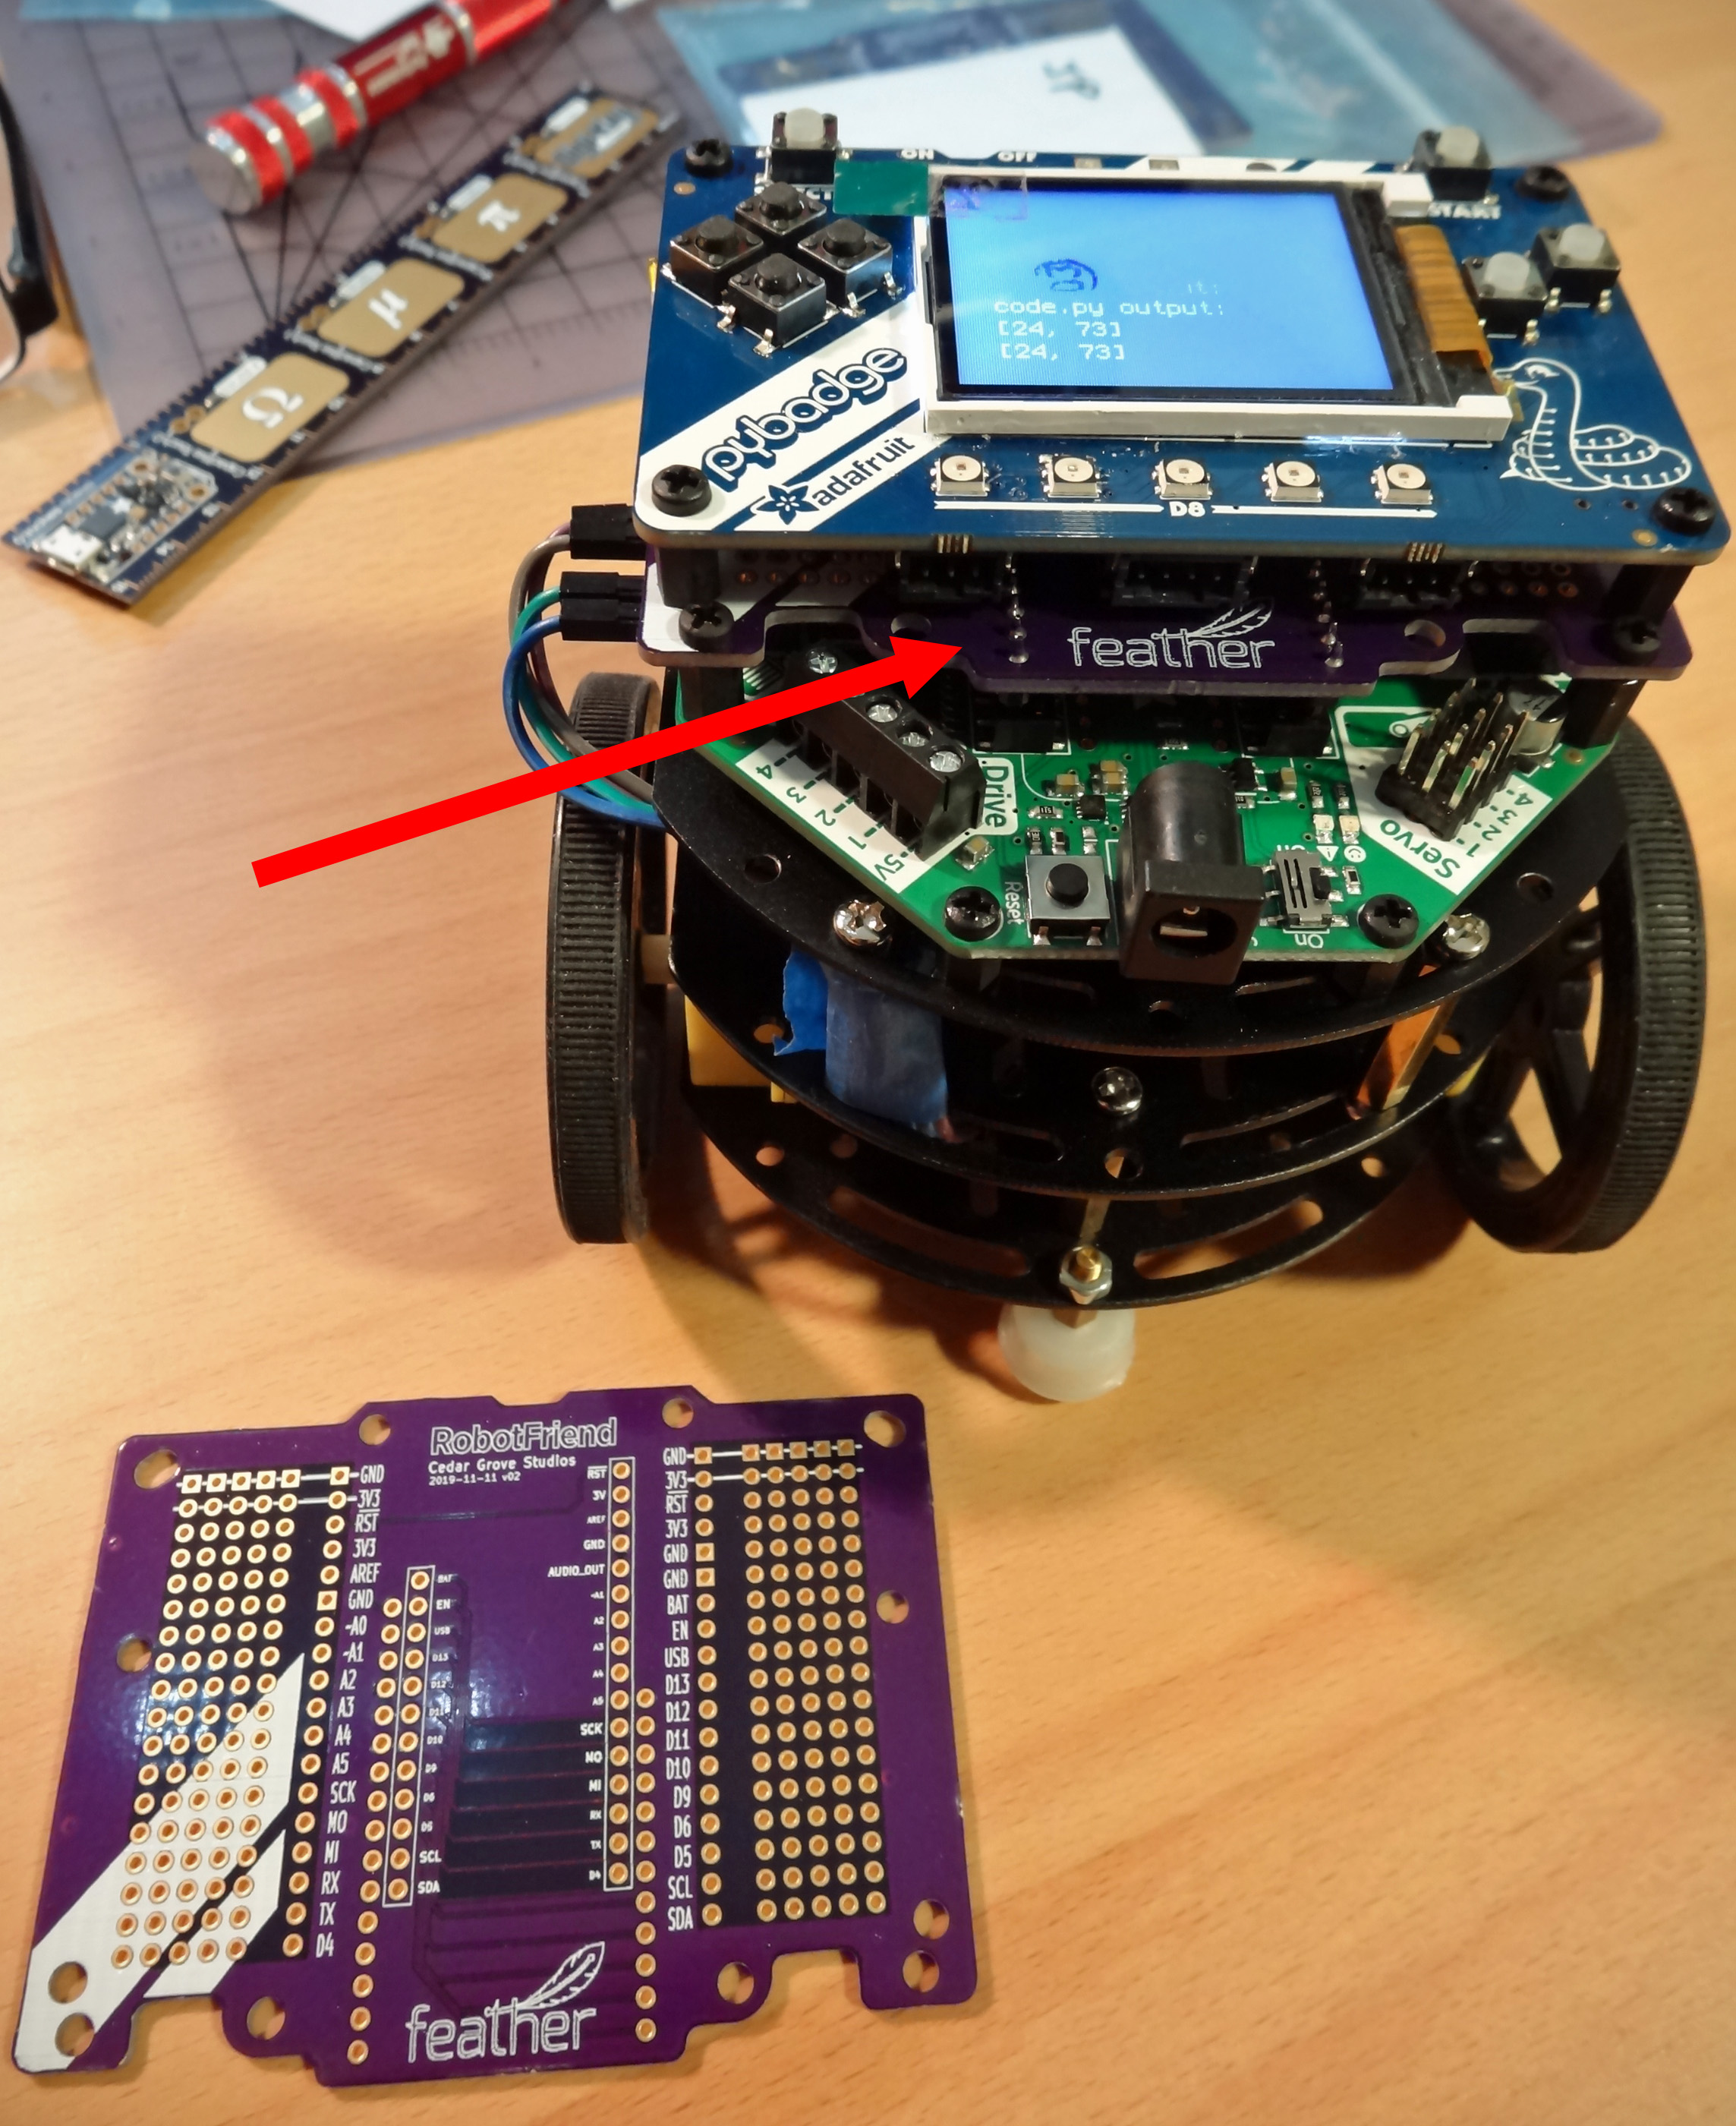 Ω
μ
π
ON OFF
START
code.py output:
[24, 73]
[24, 73]
pybadge
adafruit
D8
feather
Drive
4
3
2
1
5V
Servo
4
3
2
1
Reset
On
RobotFriend
Cedar Grove Studios
2019-11-11 v02
GND
3V3
RST
3V3
AREF
GND
-A0
-A1
A2
A3
A4
A5
SCK
MO
MI
RX
TX
D4
BAT
EN
USB
D13
D12
D11
D10
D9
D6
D5
SCL
SDA
RST
3V
AREF
GND
AUDIO_OUT
-A1
A2
A3
A4
A5
SCK
MO
MI
RX
TX
D4
GND
3V3
RST
3V3
GND
GND
BAT
EN
USB
D13
D12
D11
D10
D9
D6
D5
SCL
SDA
feather